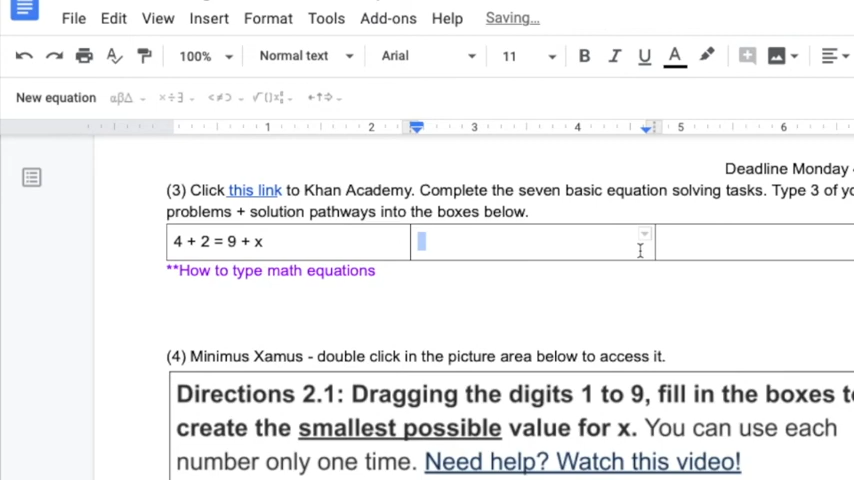 File Edit View Insert Format Tools Add-ons Help Saving...
100% Normal text Arial 11 B I U A
New equation αβΔ ×÷∃ <≠⊃
1 2 3 4 5 6
Deadline Monday
(3) Click this link to Khan Academy. Complete the seven basic equation solving tasks. Type 3 of yo
problems + solution pathways into the boxes below.
4 + 2 = 9 + x
**How to type math equations
(4) Minimus Xamus - double click in the picture area below to access it.
Directions 2.1: Dragging the digits 1 to 9, fill in the boxes to
create the smallest possible value for x. You can use each
number only one time. Need help? Watch this video!